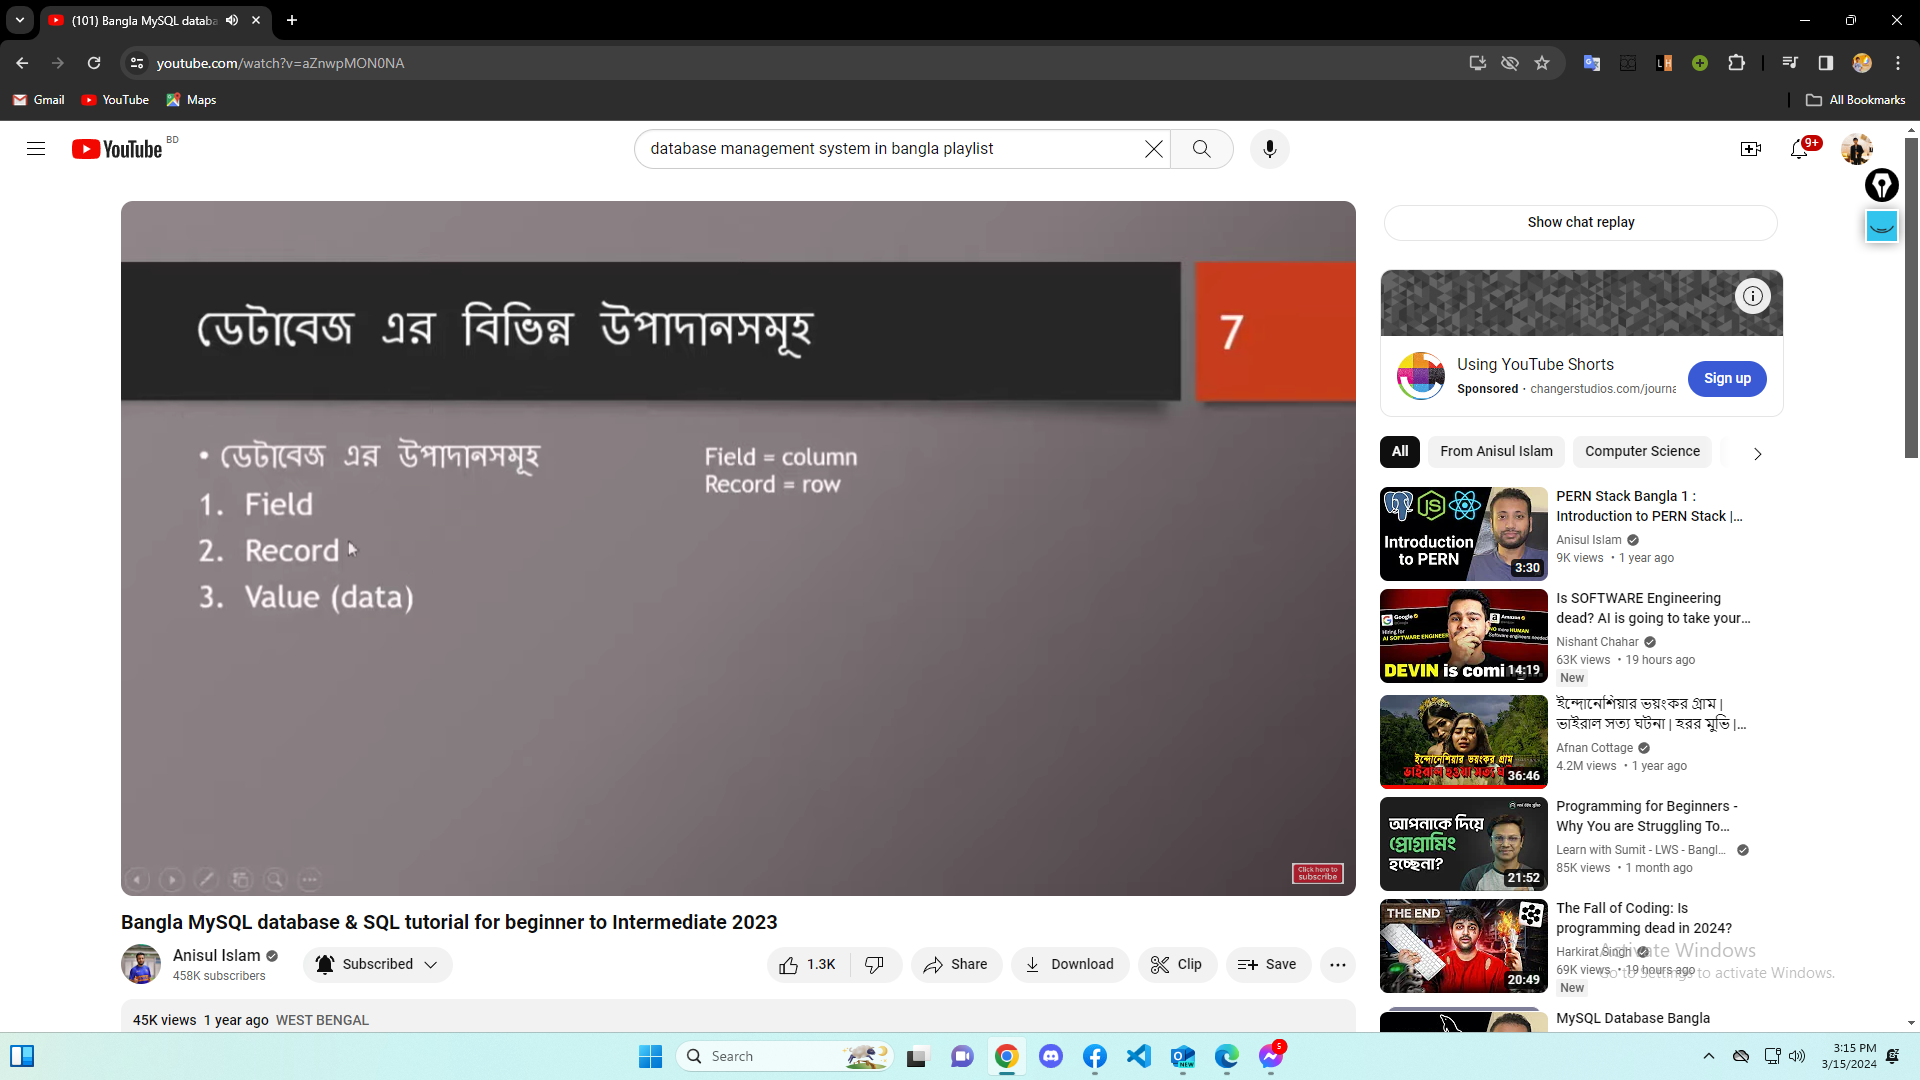 (101) Bangla MySQL databa
youtube.com/watch?v=aZnwpMON0NA
Gmail YouTube Maps All Bookmarks
YouTube BD
database management system in bangla playlist
9+
ডেটাবেজ এর বিভিন্ন উপাদানসমূহ
7
• ডেটাবেজ এর উপাদানসমূহ
1. Field
2. Record
3. Value (data)
Field = column
Record = row
Click here to
subscribe
Bangla MySQL database & SQL tutorial for beginner to Intermediate 2023
Anisul Islam
458K subscribers
Subscribed
1.3K
Share
Download
Clip
Save
45K views 1 year ago WEST BENGAL
Show chat replay
Using YouTube Shorts
Sponsored · changerstudios.com/journa
Sign up
All From Anisul Islam Computer Science
Introduction
to PERN
3:30
PERN Stack Bangla 1 :
Introduction to PERN Stack |...
Anisul Islam
9K views • 1 year ago
Google
Amazon
DEVIN is comi
14:19
Is SOFTWARE Engineering
dead? AI is going to take your...
Nishant Chahar
63K views • 19 hours ago
New
ইন্দোনেশিয়ার ভয়ংকর গ্রাম
36:46
ইন্দোনেশিয়ার ভয়ংকর গ্রাম |
ভাইরাল সত্য ঘটনা | হরর মুভি |...
Afnan Cottage
4.2M views • 1 year ago
আপনাকে দিয়ে
প্রোগ্রামিং
হচ্ছেনা?
21:52
Programming for Beginners -
Why You are Struggling To...
Learn with Sumit - LWS - Bangl...
85K views • 1 month ago
THE END
20:49
The Fall of Coding: Is
programming dead in 2024?
Harkirat Singh
69K views • 19 hours ago
New
Activate Windows
Go to Settings to activate Windows.
MySQL Database Bangla
Search
NEW
5
3:15 PM
3/15/2024